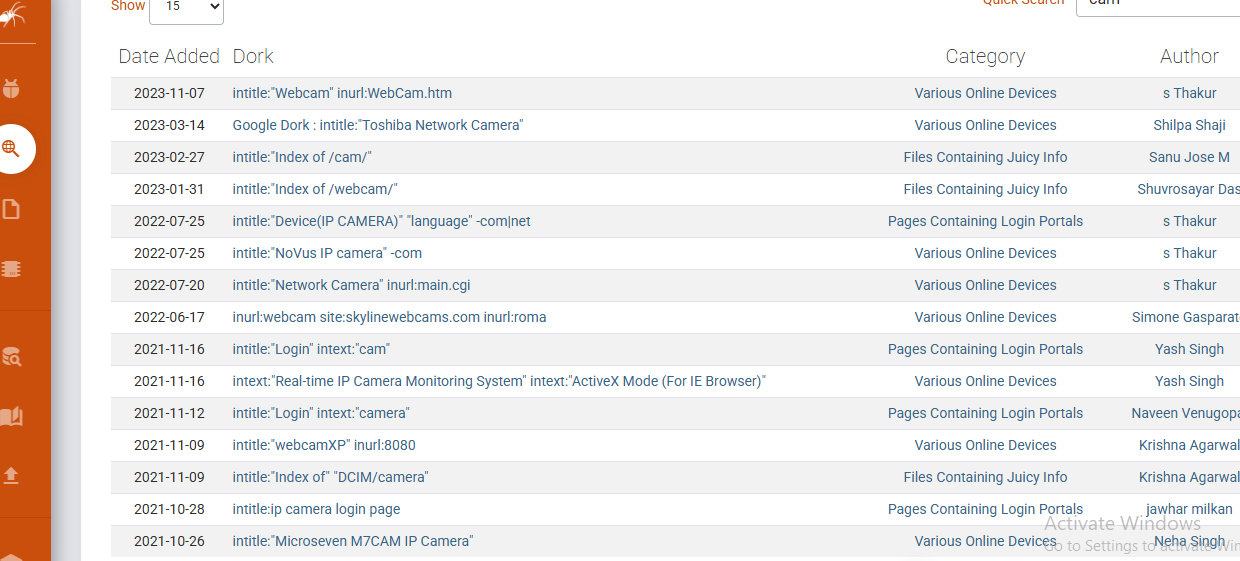 Show 15 Quick Search cam
Date Added Dork Category Author
2023-11-07 intitle:"Webcam" inurl:WebCam.htm Various Online Devices s Thakur
2023-03-14 Google Dork : intitle:"Toshiba Network Camera" Various Online Devices Shilpa Shaji
2023-02-27 intitle:"Index of /cam/" Files Containing Juicy Info Sanu Jose M
2023-01-31 intitle:"Index of /webcam/" Files Containing Juicy Info Shuvrosayar Das
2022-07-25 intitle:"Device(IP CAMERA)" "language" -com|net Pages Containing Login Portals s Thakur
2022-07-25 intitle:"NoVus IP camera" -com Various Online Devices s Thakur
2022-07-20 intitle:"Network Camera" inurl:main.cgi Various Online Devices s Thakur
2022-06-17 inurl:webcam site:skylinewebcams.com inurl:roma Various Online Devices Simone Gasparat
2021-11-16 intitle:"Login" intext:"cam" Pages Containing Login Portals Yash Singh
2021-11-16 intext:"Real-time IP Camera Monitoring System" intext:"ActiveX Mode (For IE Browser)" Various Online Devices Yash Singh
2021-11-12 intitle:"Login" intext:"camera" Pages Containing Login Portals Naveen Venugopa
2021-11-09 intitle:"webcamXP" inurl:8080 Various Online Devices Krishna Agarwal
2021-11-09 intitle:"Index of" "DCIM/camera" Files Containing Juicy Info Krishna Agarwal
2021-10-28 intitle:ip camera login page Pages Containing Login Portals jawhar milkan
Activate Windows
2021-10-26 intitle:"Microseven M7CAM IP Camera" Various Online Devices Neha Singh
Go to Settings to activate Win